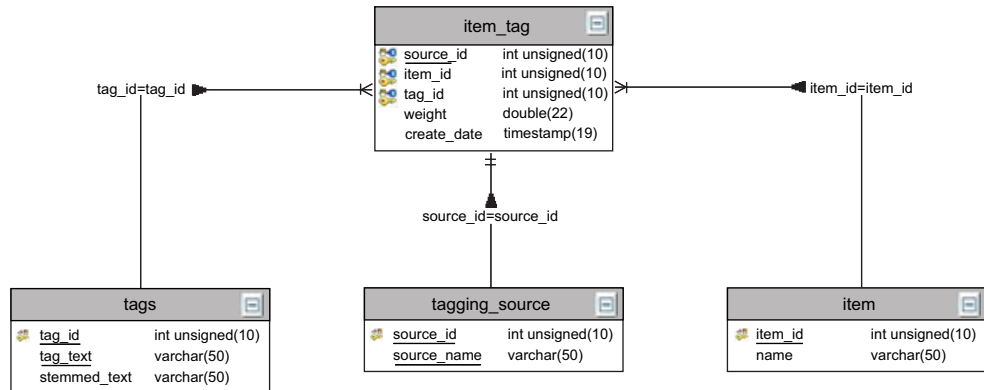 item_tag
source_id int unsigned(10)
item_id int unsigned(10)
tag_id int unsigned(10)
weight double(22)
create_date timestamp(19)
tag_id=tag_id
item_id=item_id
source_id=source_id
tags
tag_id int unsigned(10)
tag_text varchar(50)
stemmed_text varchar(50)
tagging_source
source_id int unsigned(10)
source_name varchar(50)
item
item_id int unsigned(10)
name varchar(50)